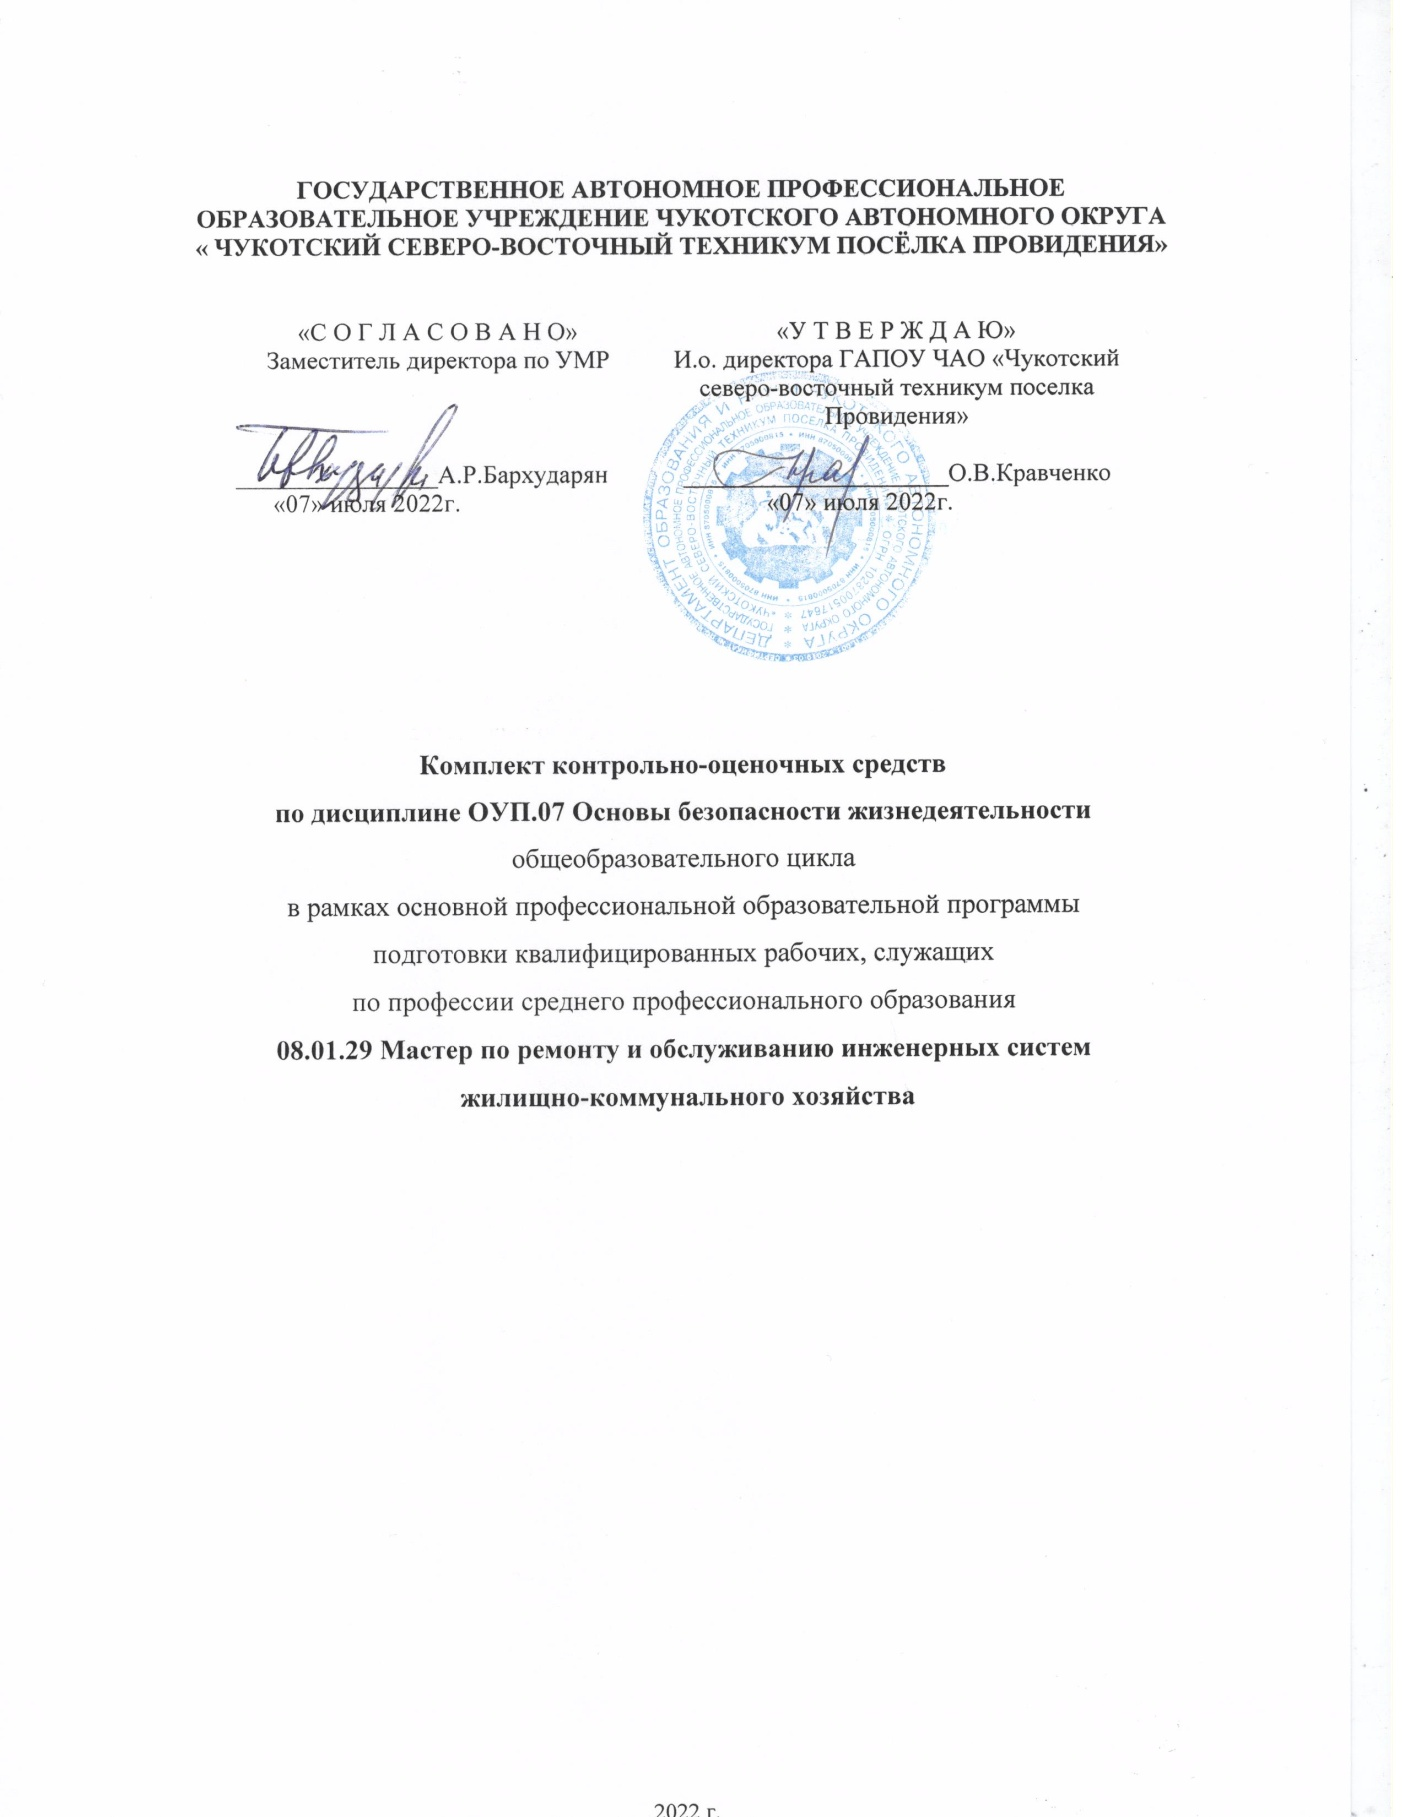 ГОСУДАРСТВЕННОЕ АВТОНОМНОЕ ПРОФЕССИОНАЛЬНОЕ
ОБРАЗОВАТЕЛЬНОЕ УЧРЕЖДЕНИЕ ЧУКОТСКОГО АВТОНОМНОГО ОКРУГА
« ЧУКОТСКИЙ СЕВЕРО-ВОСТОЧНЫЙ ТЕХНИКУМ ПОСЁЛКА ПРОВИДЕНИЯ»
«С О Г Л А С О В А Н О»
Заместитель директора по УМР
А.Р.Бархударян
«07» июля 2022г.
«У Т В Е Р Ж Д А Ю»
И.о. директора ГАПОУ ЧАО «Чукотский
северо-восточный техникум поселка
Провидения»
О.В.Кравченко
«07» июля 2022г.
Комплект контрольно-оценочных средств
по дисциплине ОУП.07 Основы безопасности жизнедеятельности
общеобразовательного цикла
в рамках основной профессиональной образовательной программы
подготовки квалифицированных рабочих, служащих
по профессии среднего профессионального образования
08.01.29 Мастер по ремонту и обслуживанию инженерных систем
жилищно-коммунального хозяйства
2022 г.